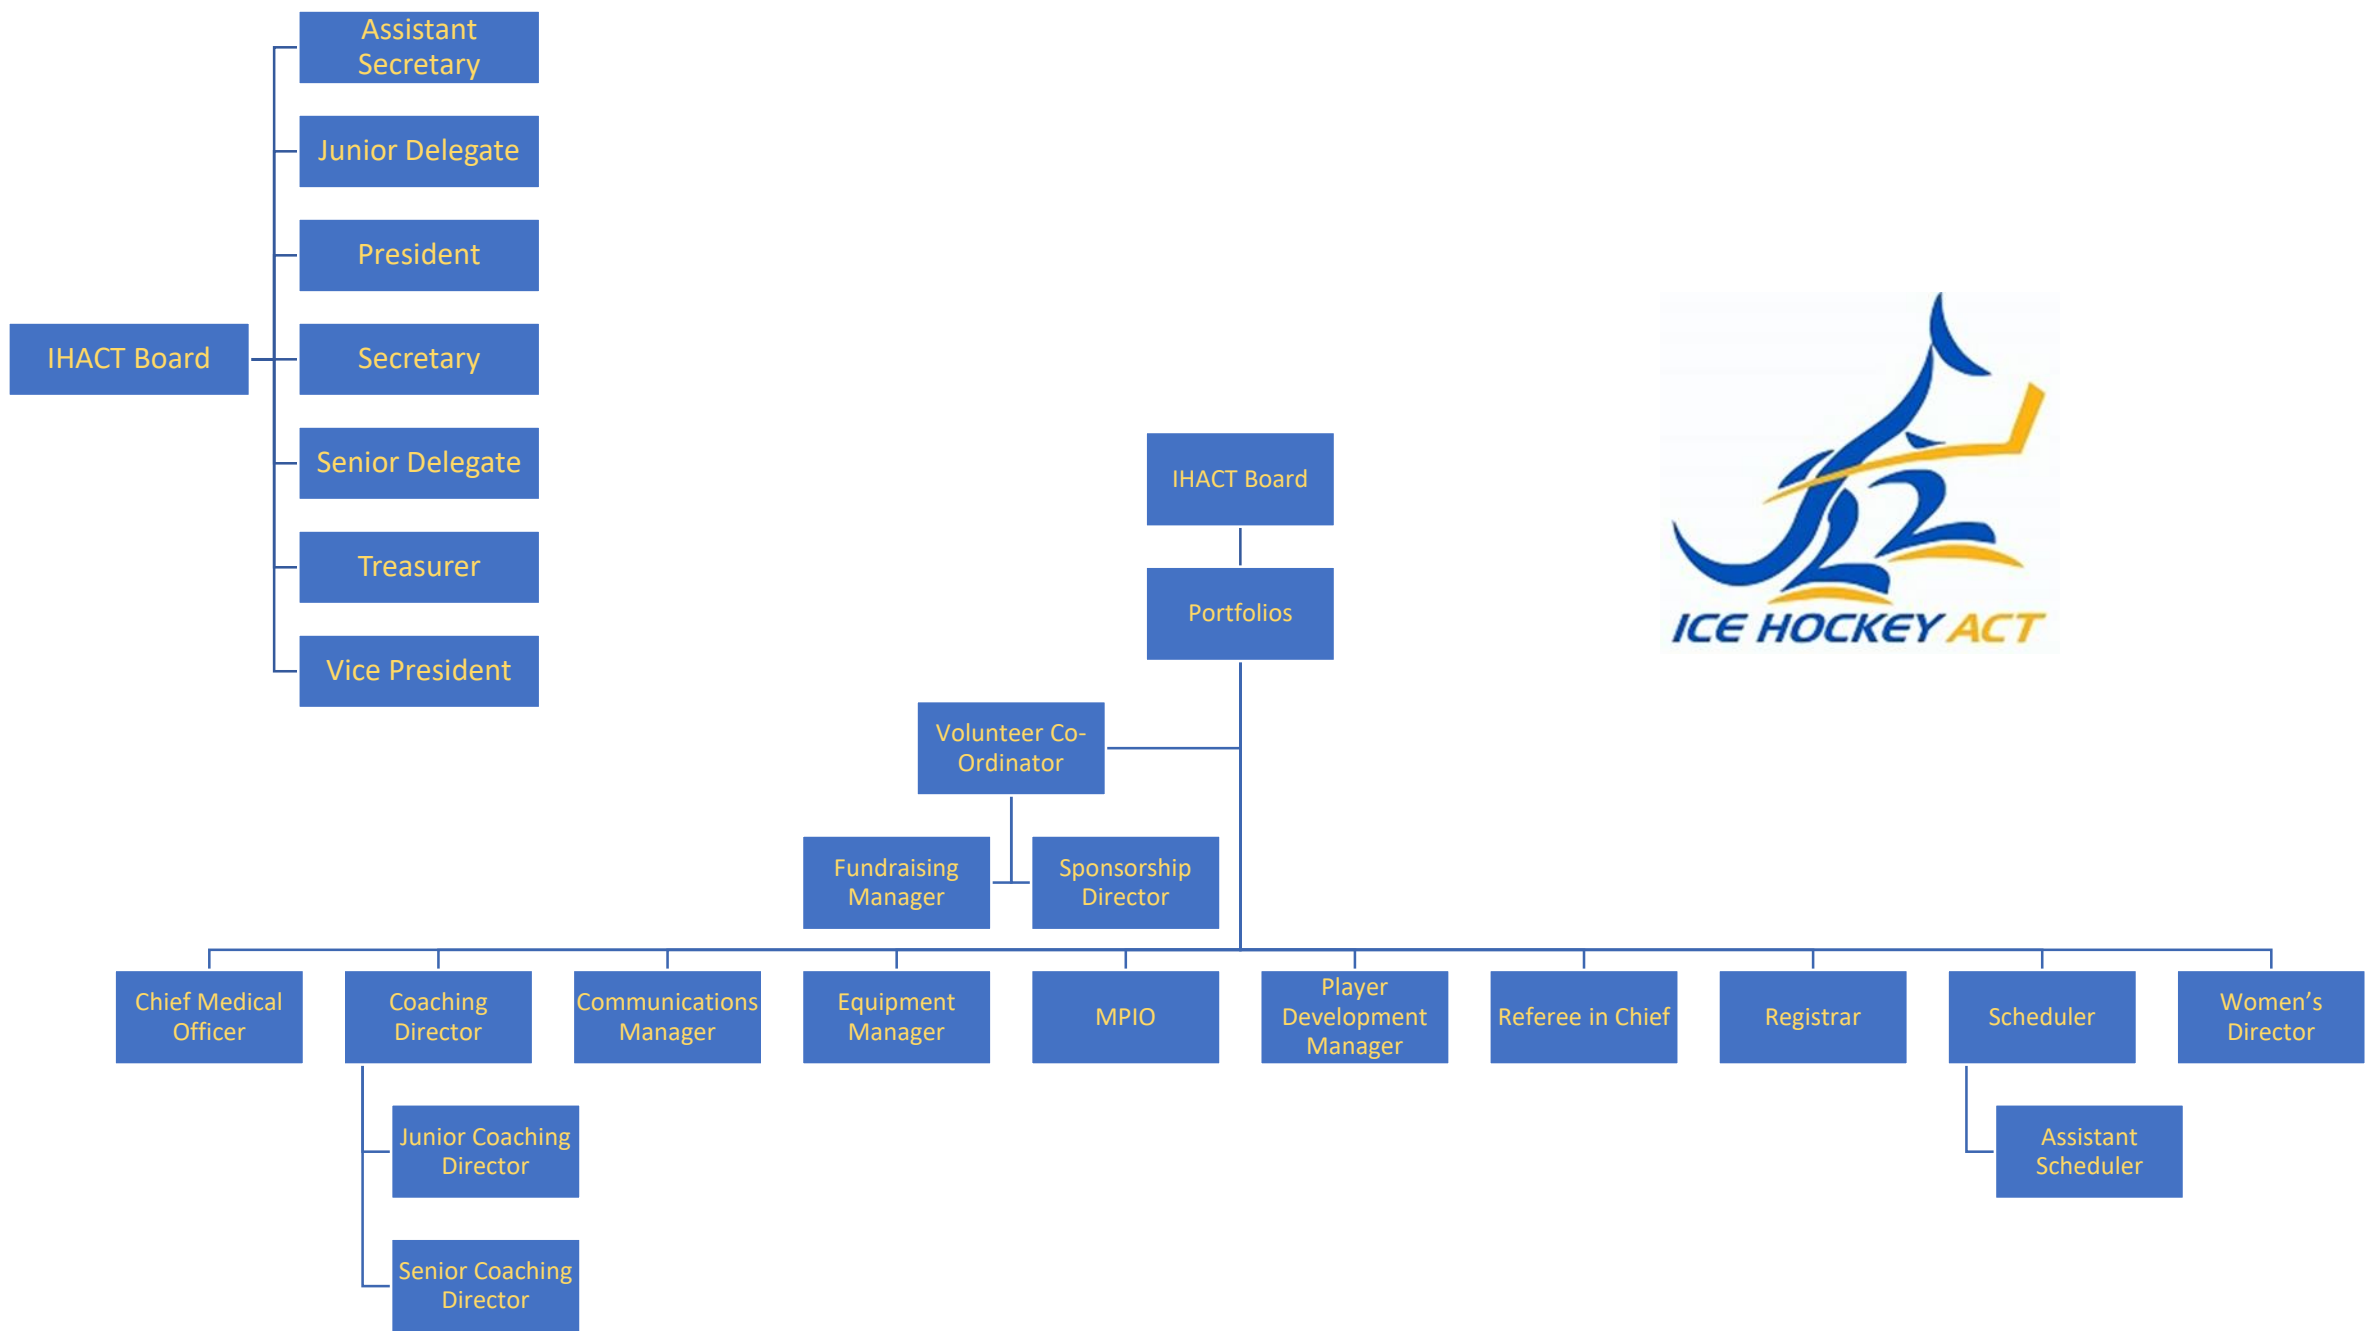 Assistant
Secretary
Junior Delegate
President
IHACT Board
Secretary
Senior Delegate
Treasurer
Vice President
IHACT Board
Portfolios
Volunteer Co-
Ordinator
Fundraising
Manager
Sponsorship
Director
Chief Medical
Officer
Coaching
Director
Communications
Manager
Equipment
Manager
MPIO
Player
Development
Manager
Referee in Chief
Registrar
Scheduler
Women’s
Director
Junior Coaching
Director
Senior Coaching
Director
Assistant
Scheduler
ICE HOCKEY ACT